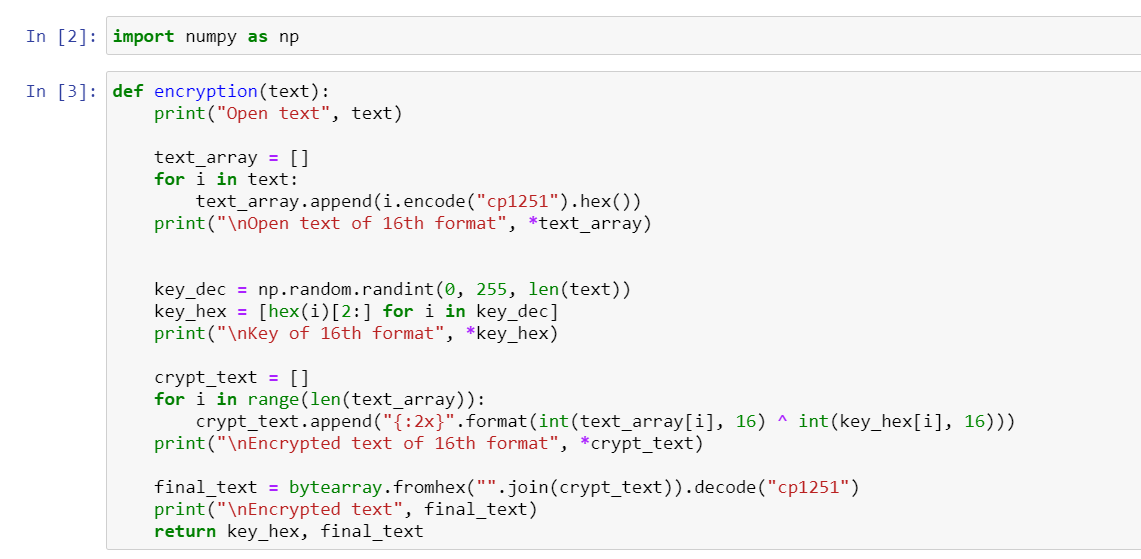 In [2]: import numpy as np
In [3]: def encryption(text):
    print("Open text", text)
    text_array = []
    for i in text:
        text_array.append(i.encode("cp1251").hex())
    print("\nOpen text of 16th format", *text_array)
    key_dec = np.random.randint(0, 255, len(text))
    key_hex = [hex(i)[2:] for i in key_dec]
    print("\nKey of 16th format", *key_hex)
    crypt_text = []
    for i in range(len(text_array)):
        crypt_text.append("{:2x}".format(int(text_array[i], 16) ^ int(key_hex[i], 16)))
    print("\nEncrypted text of 16th format", *crypt_text)
    final_text = bytearray.fromhex("".join(crypt_text)).decode("cp1251")
    print("\nEncrypted text", final_text)
    return key_hex, final_text